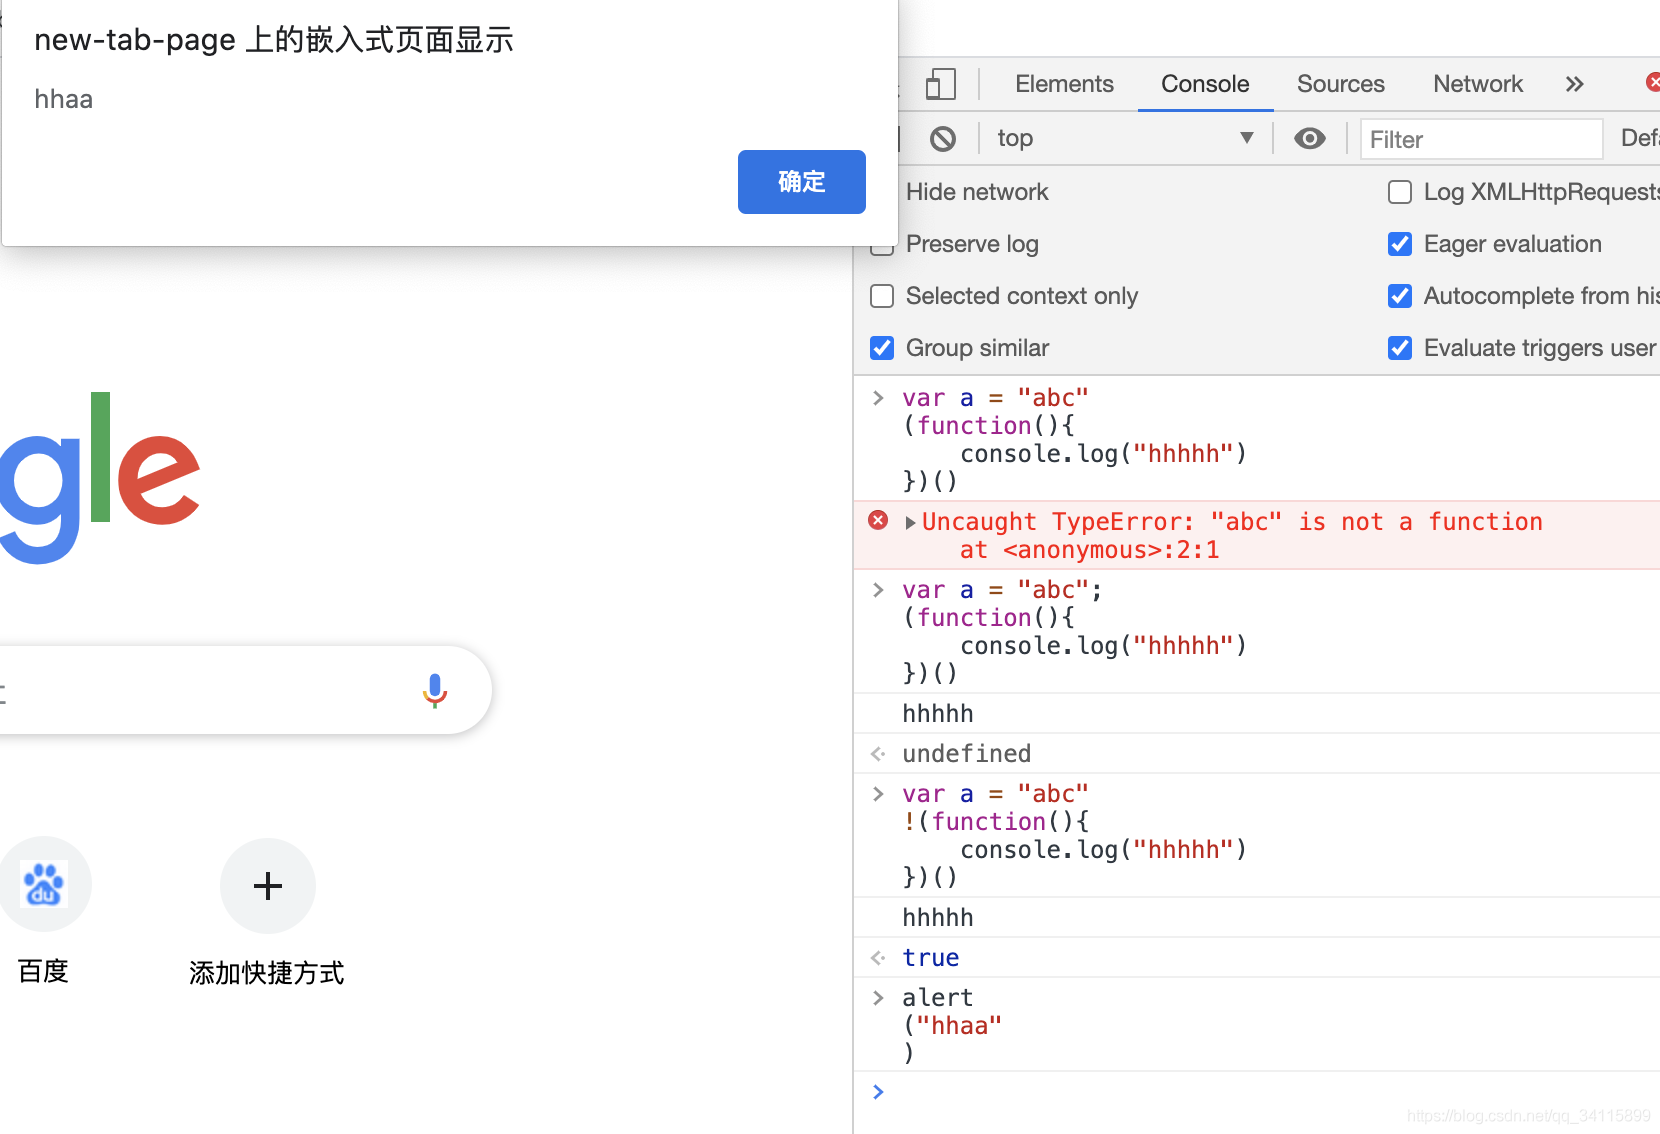 new-tab-page 上的嵌入式页面显示
hhaa
确定
gle
百度
du
添加快捷方式
Elements Console Sources Network
top Filter Defa
Hide network Log XMLHttpRequests
Preserve log Eager evaluation
Selected context only Autocomplete from his
Group similar Evaluate triggers user
var a = "abc"
(function(){
console.log("hhhhh")
})()
Uncaught TypeError: "abc" is not a function
at <anonymous>:2:1
var a = "abc";
(function(){
console.log("hhhhh")
})()
hhhhh
undefined
var a = "abc"
!(function(){
console.log("hhhhh")
})()
hhhhh
true
alert
("hhaa"
)
https://blog.csdn.net/qq_34115899